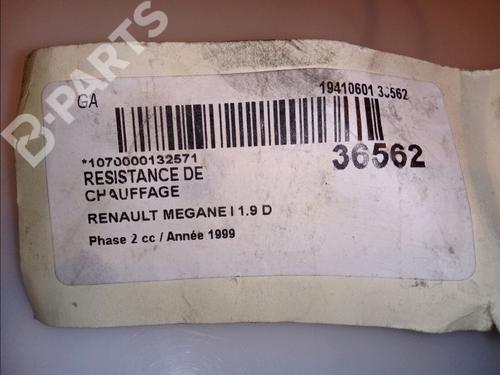 B-PARTS
GA
19410601 36562
*1070000132571
36562
RESISTANCE DE
CHAUFFAGE
RENAULT MEGANE I 1.9 D
Phase 2 cc / Année 1999